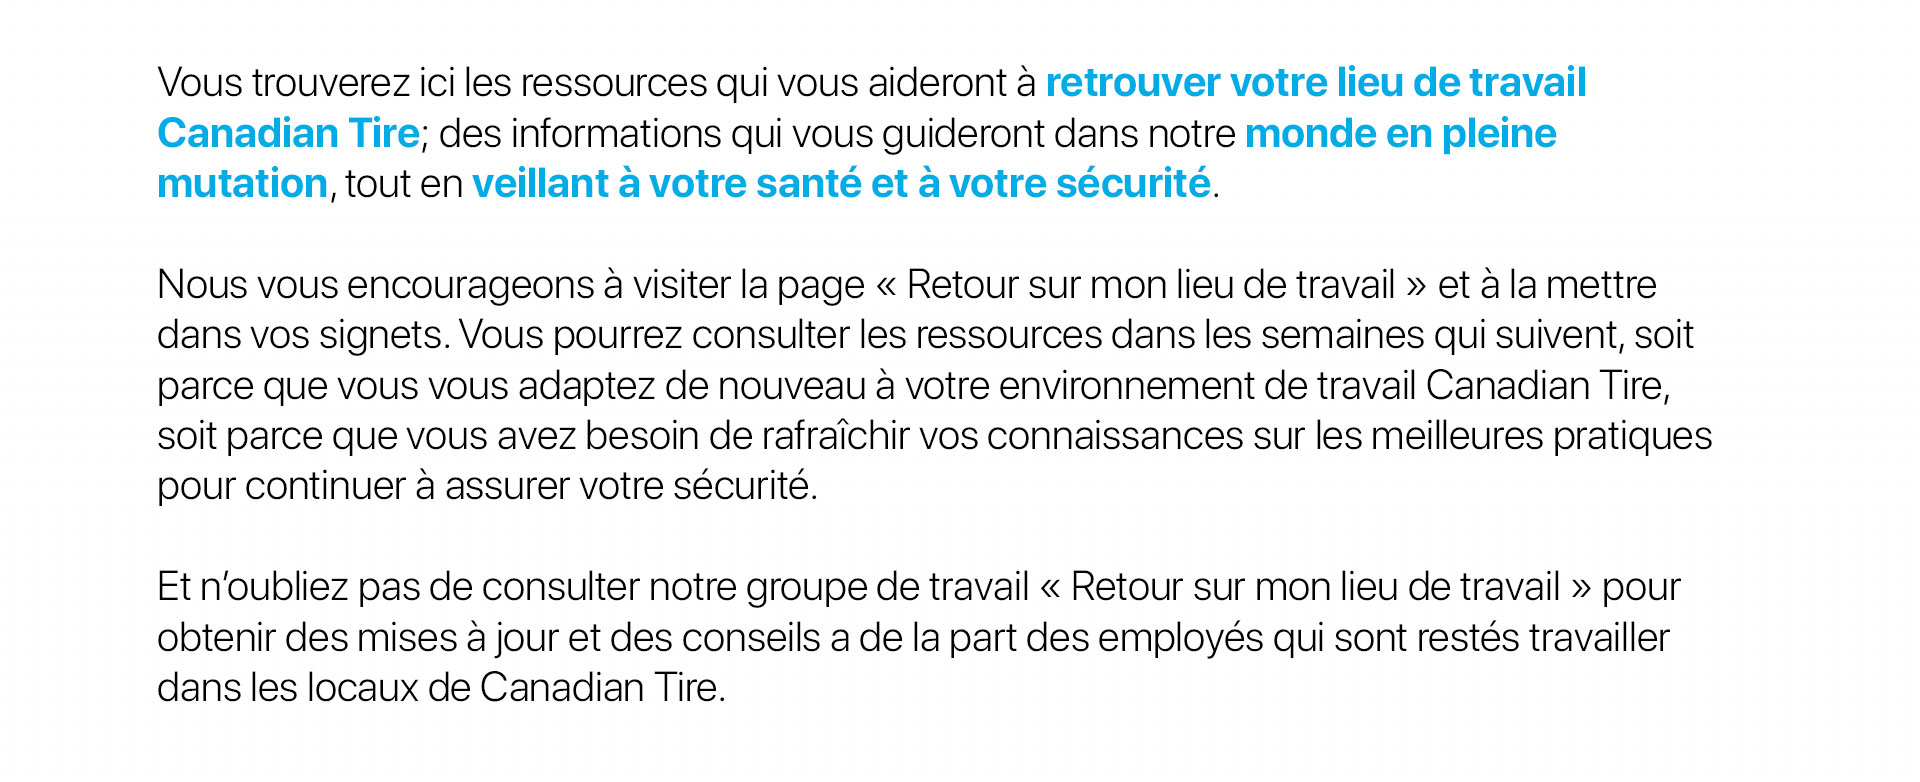 Vous trouverez ici les ressources qui vous aideront à retrouver votre lieu de travail
Canadian Tire; des informations qui vous guideront dans notre monde en pleine
mutation, tout en veillant à votre santé et à votre sécurité.
Nous vous encourageons à visiter la page « Retour sur mon lieu de travail » et à la mettre
dans vos signets. Vous pourrez consulter les ressources dans les semaines qui suivent, soit
parce que vous vous adaptez de nouveau à votre environnement de travail Canadian Tire,
soit parce que vous avez besoin de rafraîchir vos connaissances sur les meilleures pratiques
pour continuer à assurer votre sécurité.
Et n’oubliez pas de consulter notre groupe de travail « Retour sur mon lieu de travail » pour
obtenir des mises à jour et des conseils a de la part des employés qui sont restés travailler
dans les locaux de Canadian Tire.